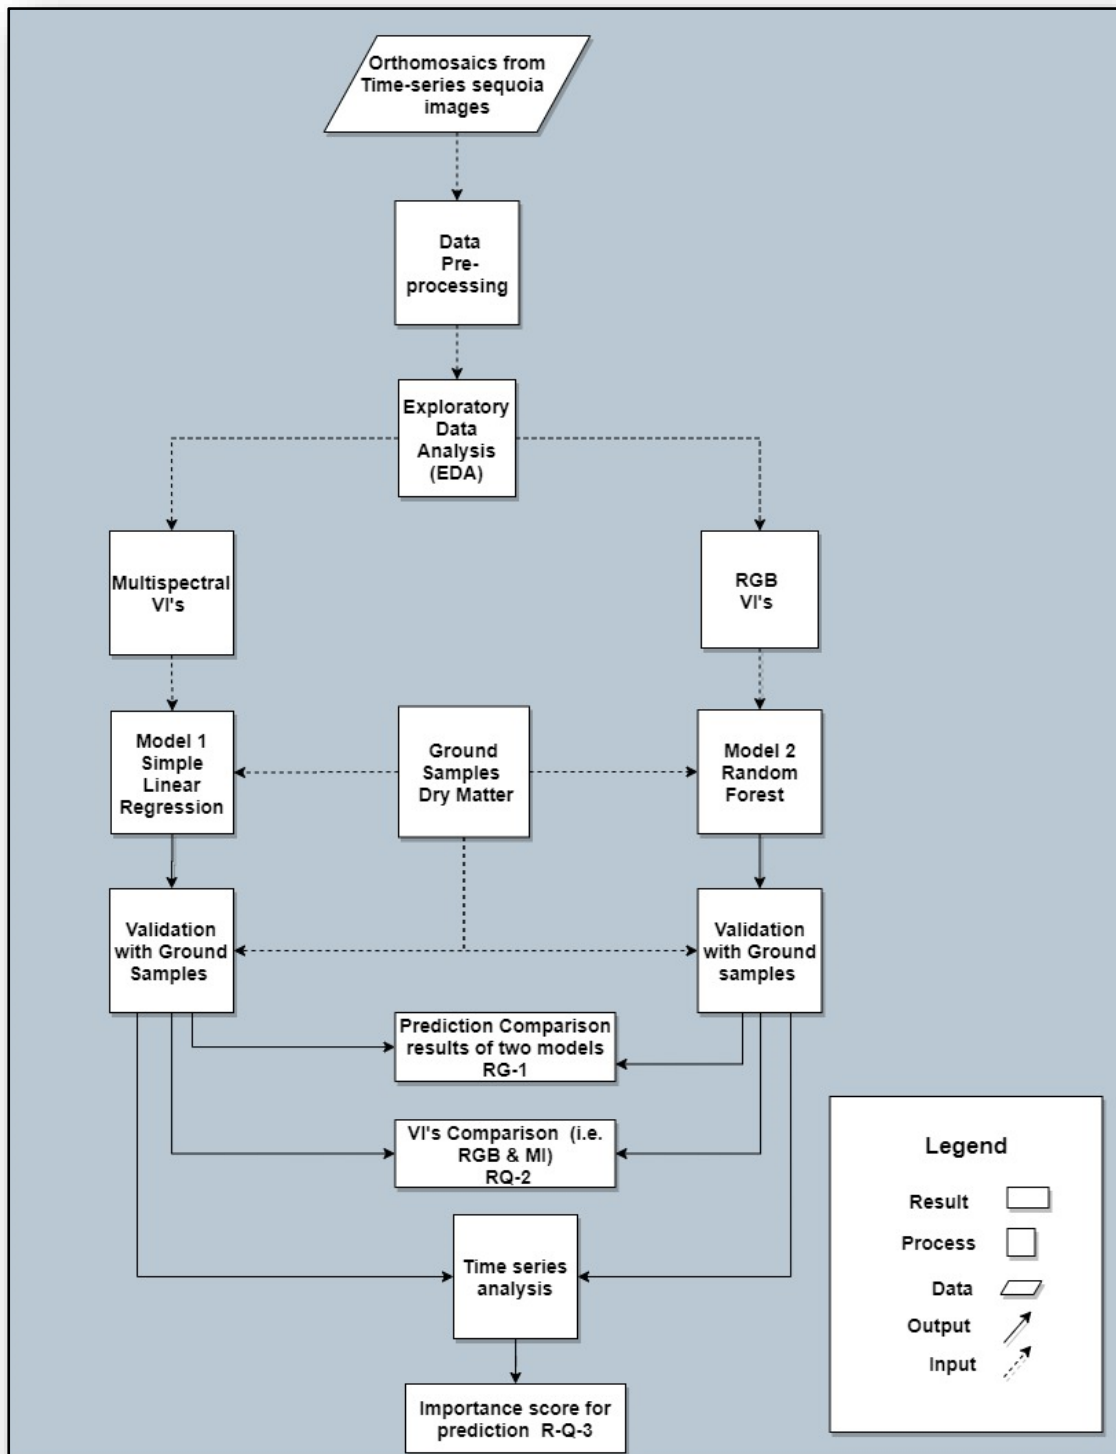 Orthomosaics from
Time-series sequoia
images
Data
Pre-
processing
Exploratory
Data
Analysis
(EDA)
Multispectral
VI's
RGB
VI's
Model 1
Simple
Linear
Regression
Ground
Samples
Dry Matter
Model 2
Random
Forest
Validation
with Ground
Samples
Validation
with Ground
samples
Prediction Comparison
results of two models
RG-1
VI's Comparison (i.e.
RGB & MI)
RQ-2
Time series
analysis
Importance score for
prediction R-Q-3
Legend
Result
Process
Data
Output
Input